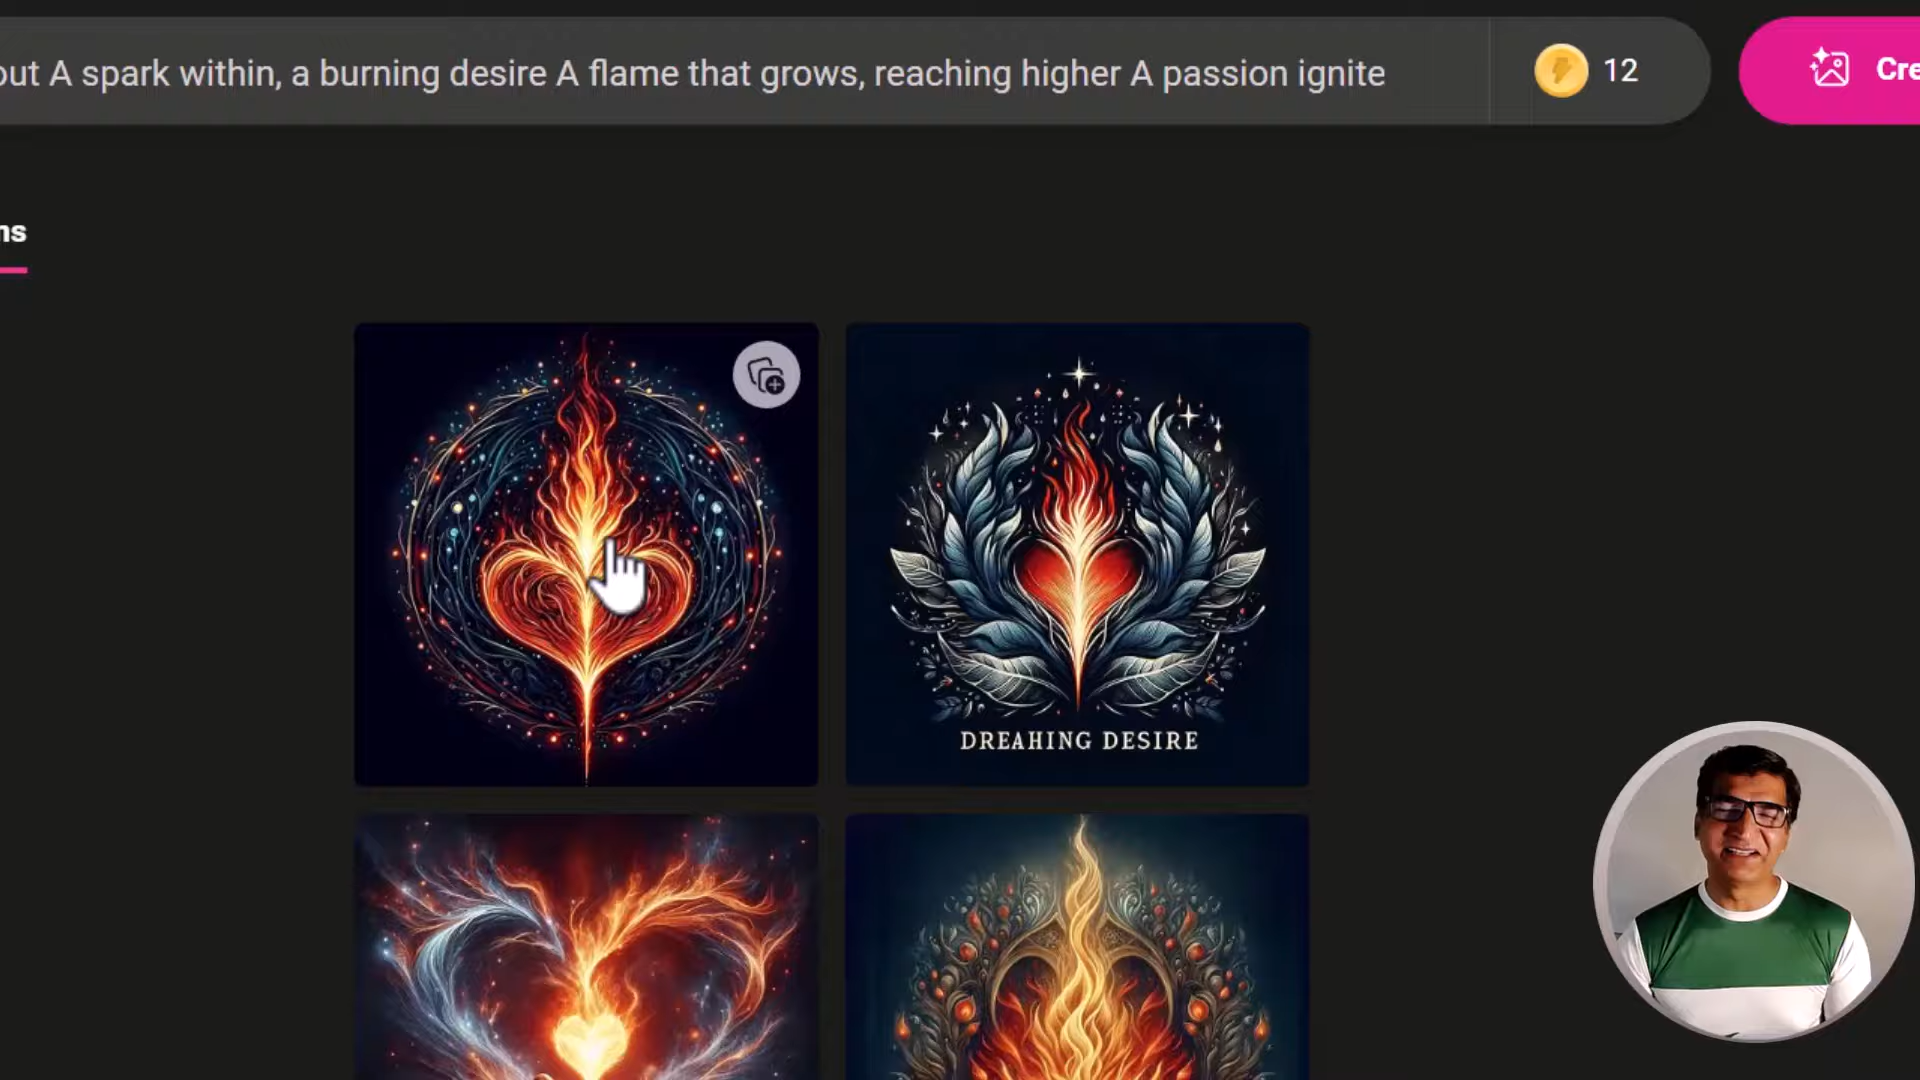 out A spark within, a burning desire A flame that grows, reaching higher A passion ignite
12
Cre
ns
DREAHING DESIRE